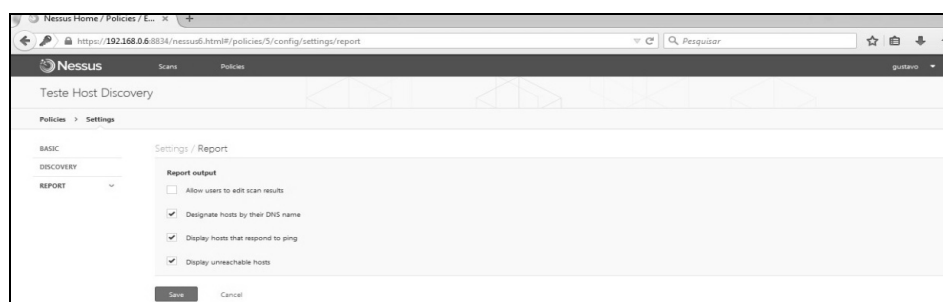 Nessus Home / Policies / E... × +
https://192.168.0.6:8834/nessus6.html#/policies/5/config/settings/report Pesquisar
Nessus Scans Policies gustavo
Teste Host Discovery
Policies > Settings
BASIC
DISCOVERY
REPORT
Settings / Report
Report output
Allow users to edit scan results
Designate hosts by their DNS name
Display hosts that respond to ping
Display unreachable hosts
Save Cancel